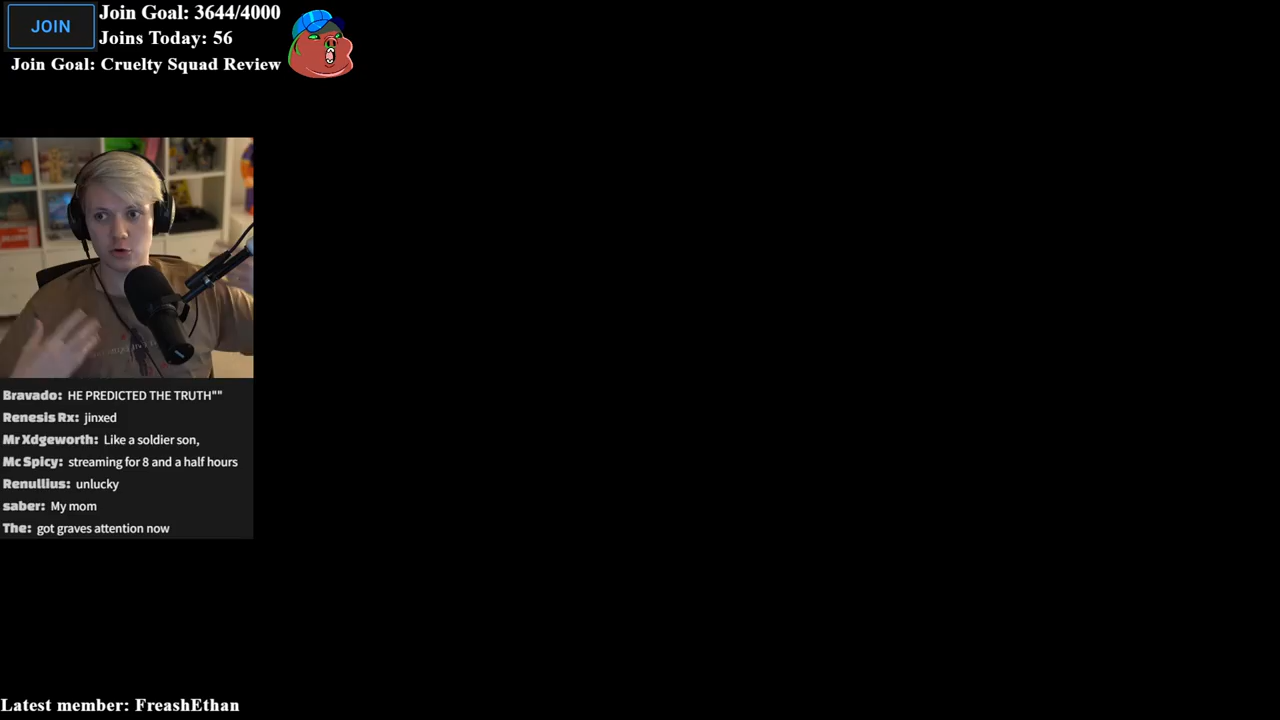 JOIN
Join Goal: 3644/4000
Joins Today: 56
Join Goal: Cruelty Squad Review
Bravado: HE PREDICTED THE TRUTH""
Renesis Rx: jinxed
Mr Xdgeworth: Like a soldier son,
Mc Spicy: streaming for 8 and a half hours
Renullius: unlucky
saber: My mom
The: got graves attention now
Latest member: FreashEthan